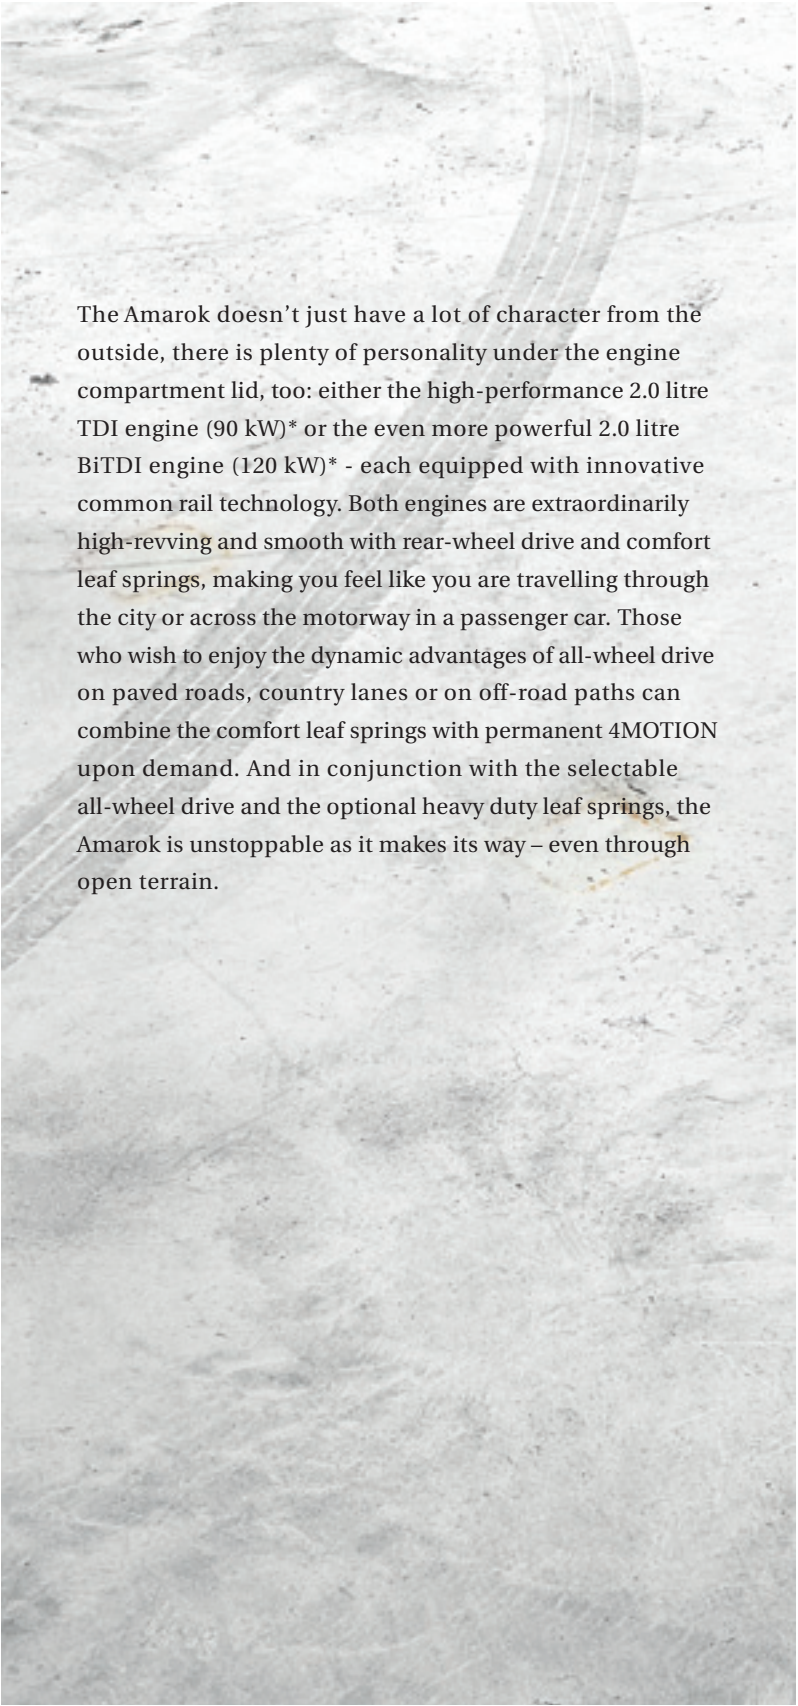 The Amarok doesn’t just have a lot of character from the
outside, there is plenty of personality under the engine
compartment lid, too: either the high-performance 2.0 litre
TDI engine (90 kW)* or the even more powerful 2.0 litre
BiTDI engine (120 kW)* - each equipped with innovative
common rail technology. Both engines are extraordinarily
high-revving and smooth with rear-wheel drive and comfort
leaf springs, making you feel like you are travelling through
the city or across the motorway in a passenger car. Those
who wish to enjoy the dynamic advantages of all-wheel drive
on paved roads, country lanes or on off-road paths can
combine the comfort leaf springs with permanent 4MOTION
upon demand. And in conjunction with the selectable
all-wheel drive and the optional heavy duty leaf springs, the
Amarok is unstoppable as it makes its way – even through
open terrain.